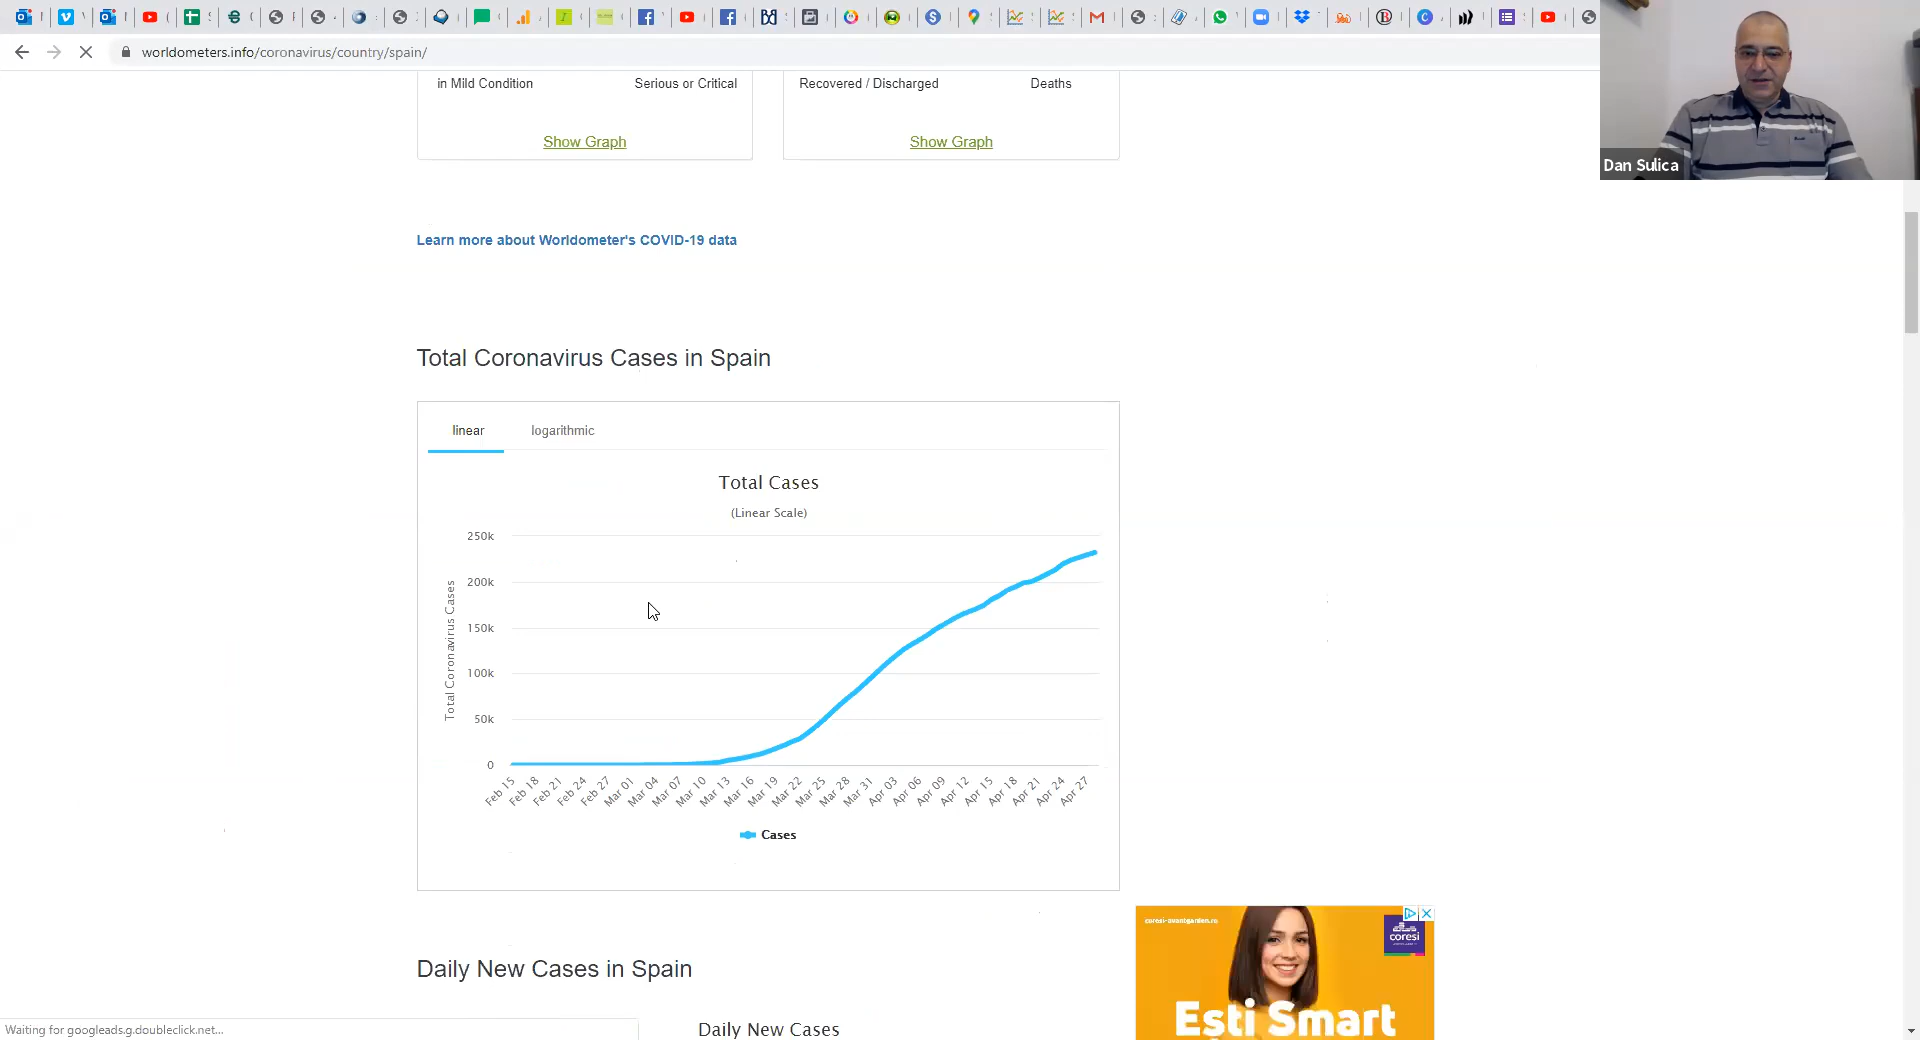 worldometers.info/coronavirus/country/spain/
Dan Sulica
in Mild Condition
Serious or Critical
Recovered / Discharged
Deaths
Show Graph
Show Graph
Learn more about Worldometer's COVID-19 data
Total Coronavirus Cases in Spain
linear
logarithmic
Total Cases
(Linear Scale)
Total Coronavirus Cases
250k
200k
150k
100k
50k
0
Feb 15
Feb 18
Feb 21
Feb 24
Feb 27
Mar 01
Mar 04
Mar 07
Mar 10
Mar 13
Mar 16
Mar 19
Mar 22
Mar 25
Mar 28
Mar 31
Apr 03
Apr 06
Apr 09
Apr 12
Apr 15
Apr 18
Apr 21
Apr 24
Apr 27
Cases
coresi-avantgarden.ro
coresi
Ești Smart
Daily New Cases in Spain
Daily New Cases
Waiting for googleads.g.doubleclick.net...